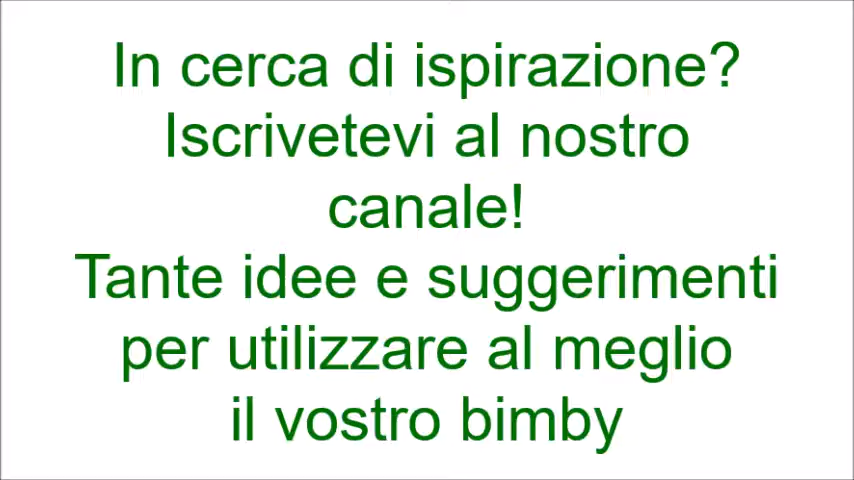 In cerca di ispirazione?
Iscrivetevi al nostro
canale!
Tante idee e suggerimenti
per utilizzare al meglio
il vostro bimby